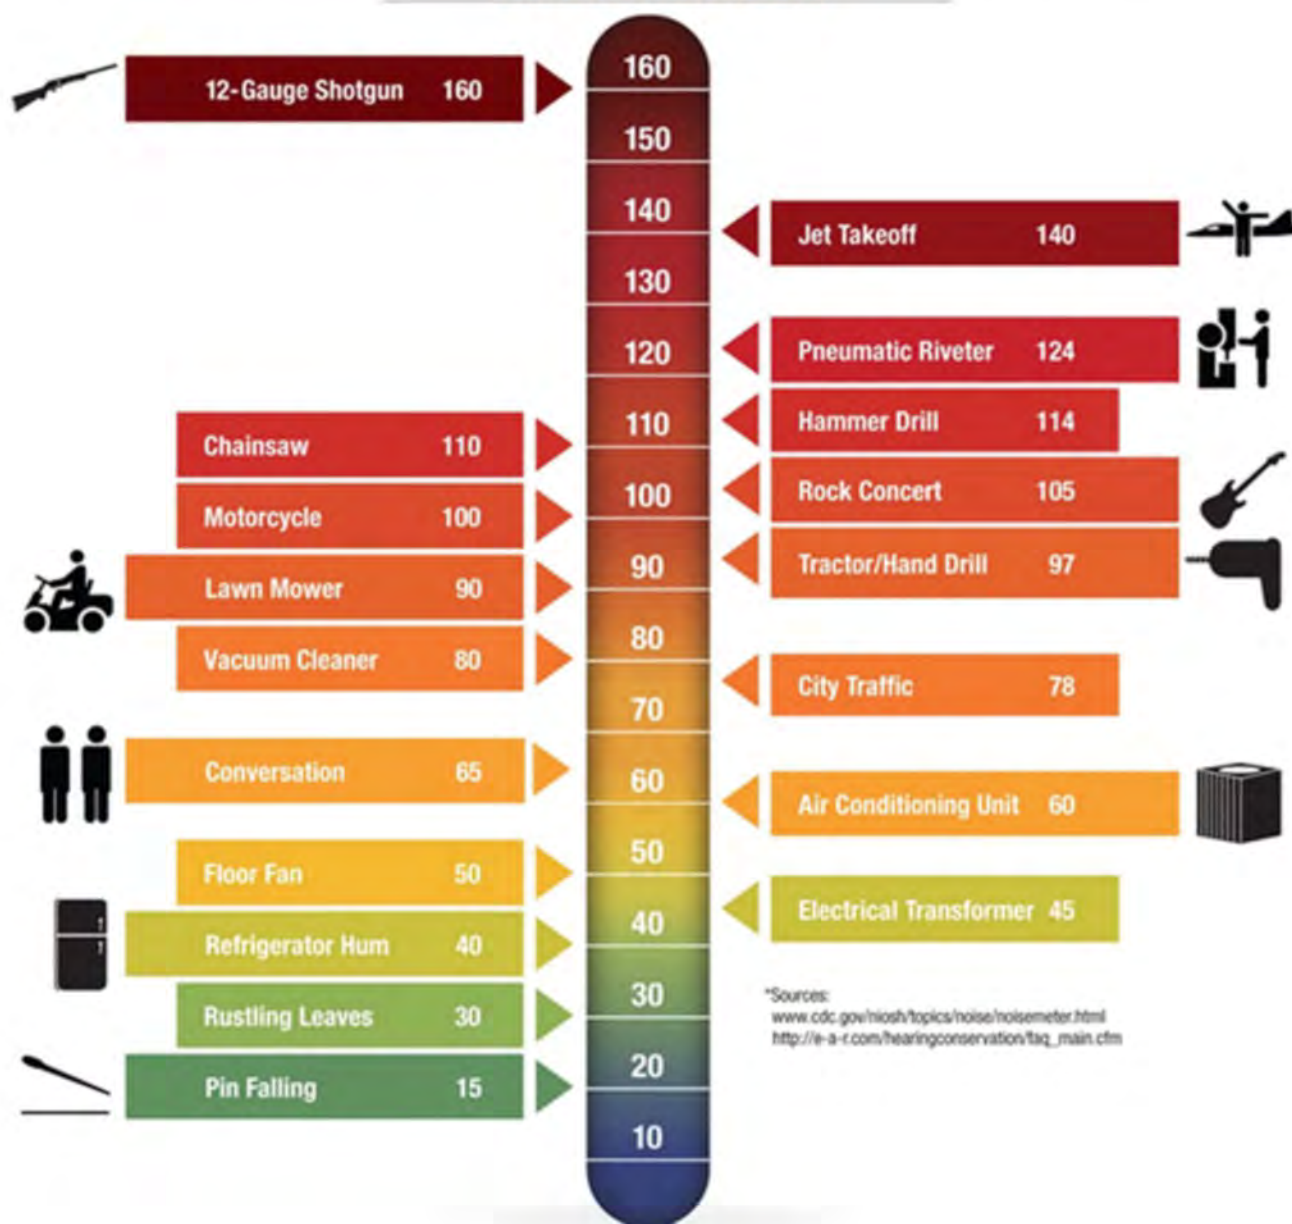 160
12-Gauge Shotgun 160
150
140
Jet Takeoff 140
130
120
Pneumatic Riveter 124
110
Hammer Drill 114
Chainsaw 110
100
Rock Concert 105
Motorcycle 100
90
Tractor/Hand Drill 97
Lawn Mower 90
80
Vacuum Cleaner 80
City Traffic 78
70
Conversation 65
60
Air Conditioning Unit 60
50
Floor Fan 50
40
Electrical Transformer 45
Refrigerator Hum 40
30
*Sources:
www.cdc.gov/niosh/topics/noise/noisemeter.html
http://e-a-r.com/hearingconservation/faq_main.cfm
Rustling Leaves 30
20
Pin Falling 15
10